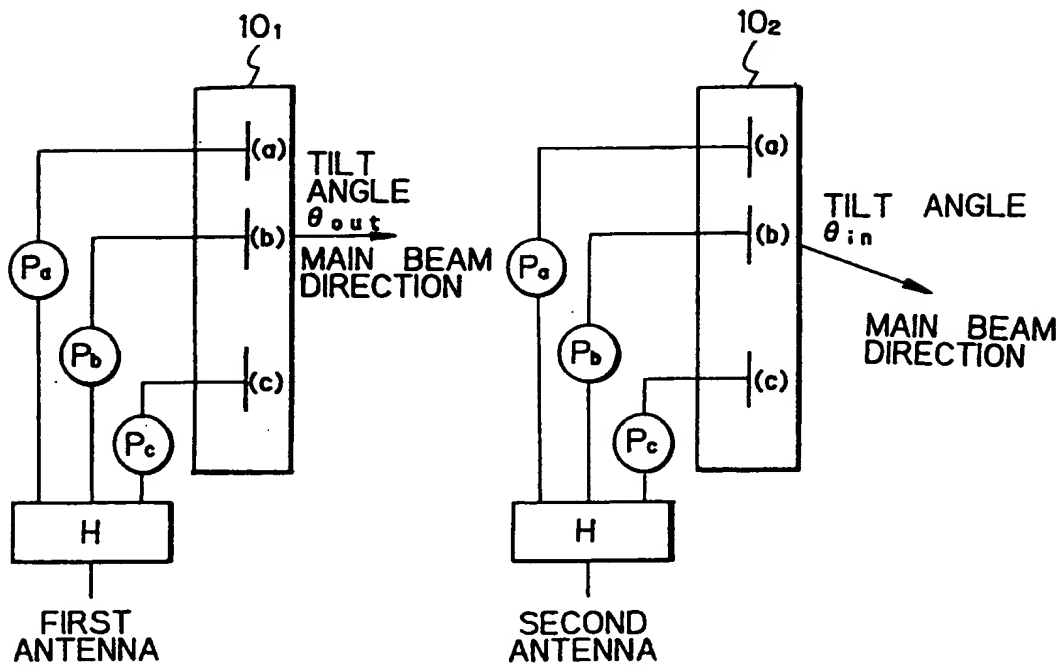 10₁
(a)
TILT
ANGLE
θout
(b)
MAIN BEAM
DIRECTION
Pa
Pb
(c)
Pc
H
FIRST
ANTENNA
10₂
(a)
TILT ANGLE
θin
(b)
Pa
MAIN BEAM
DIRECTION
Pb
(c)
Pc
H
SECOND
ANTENNA